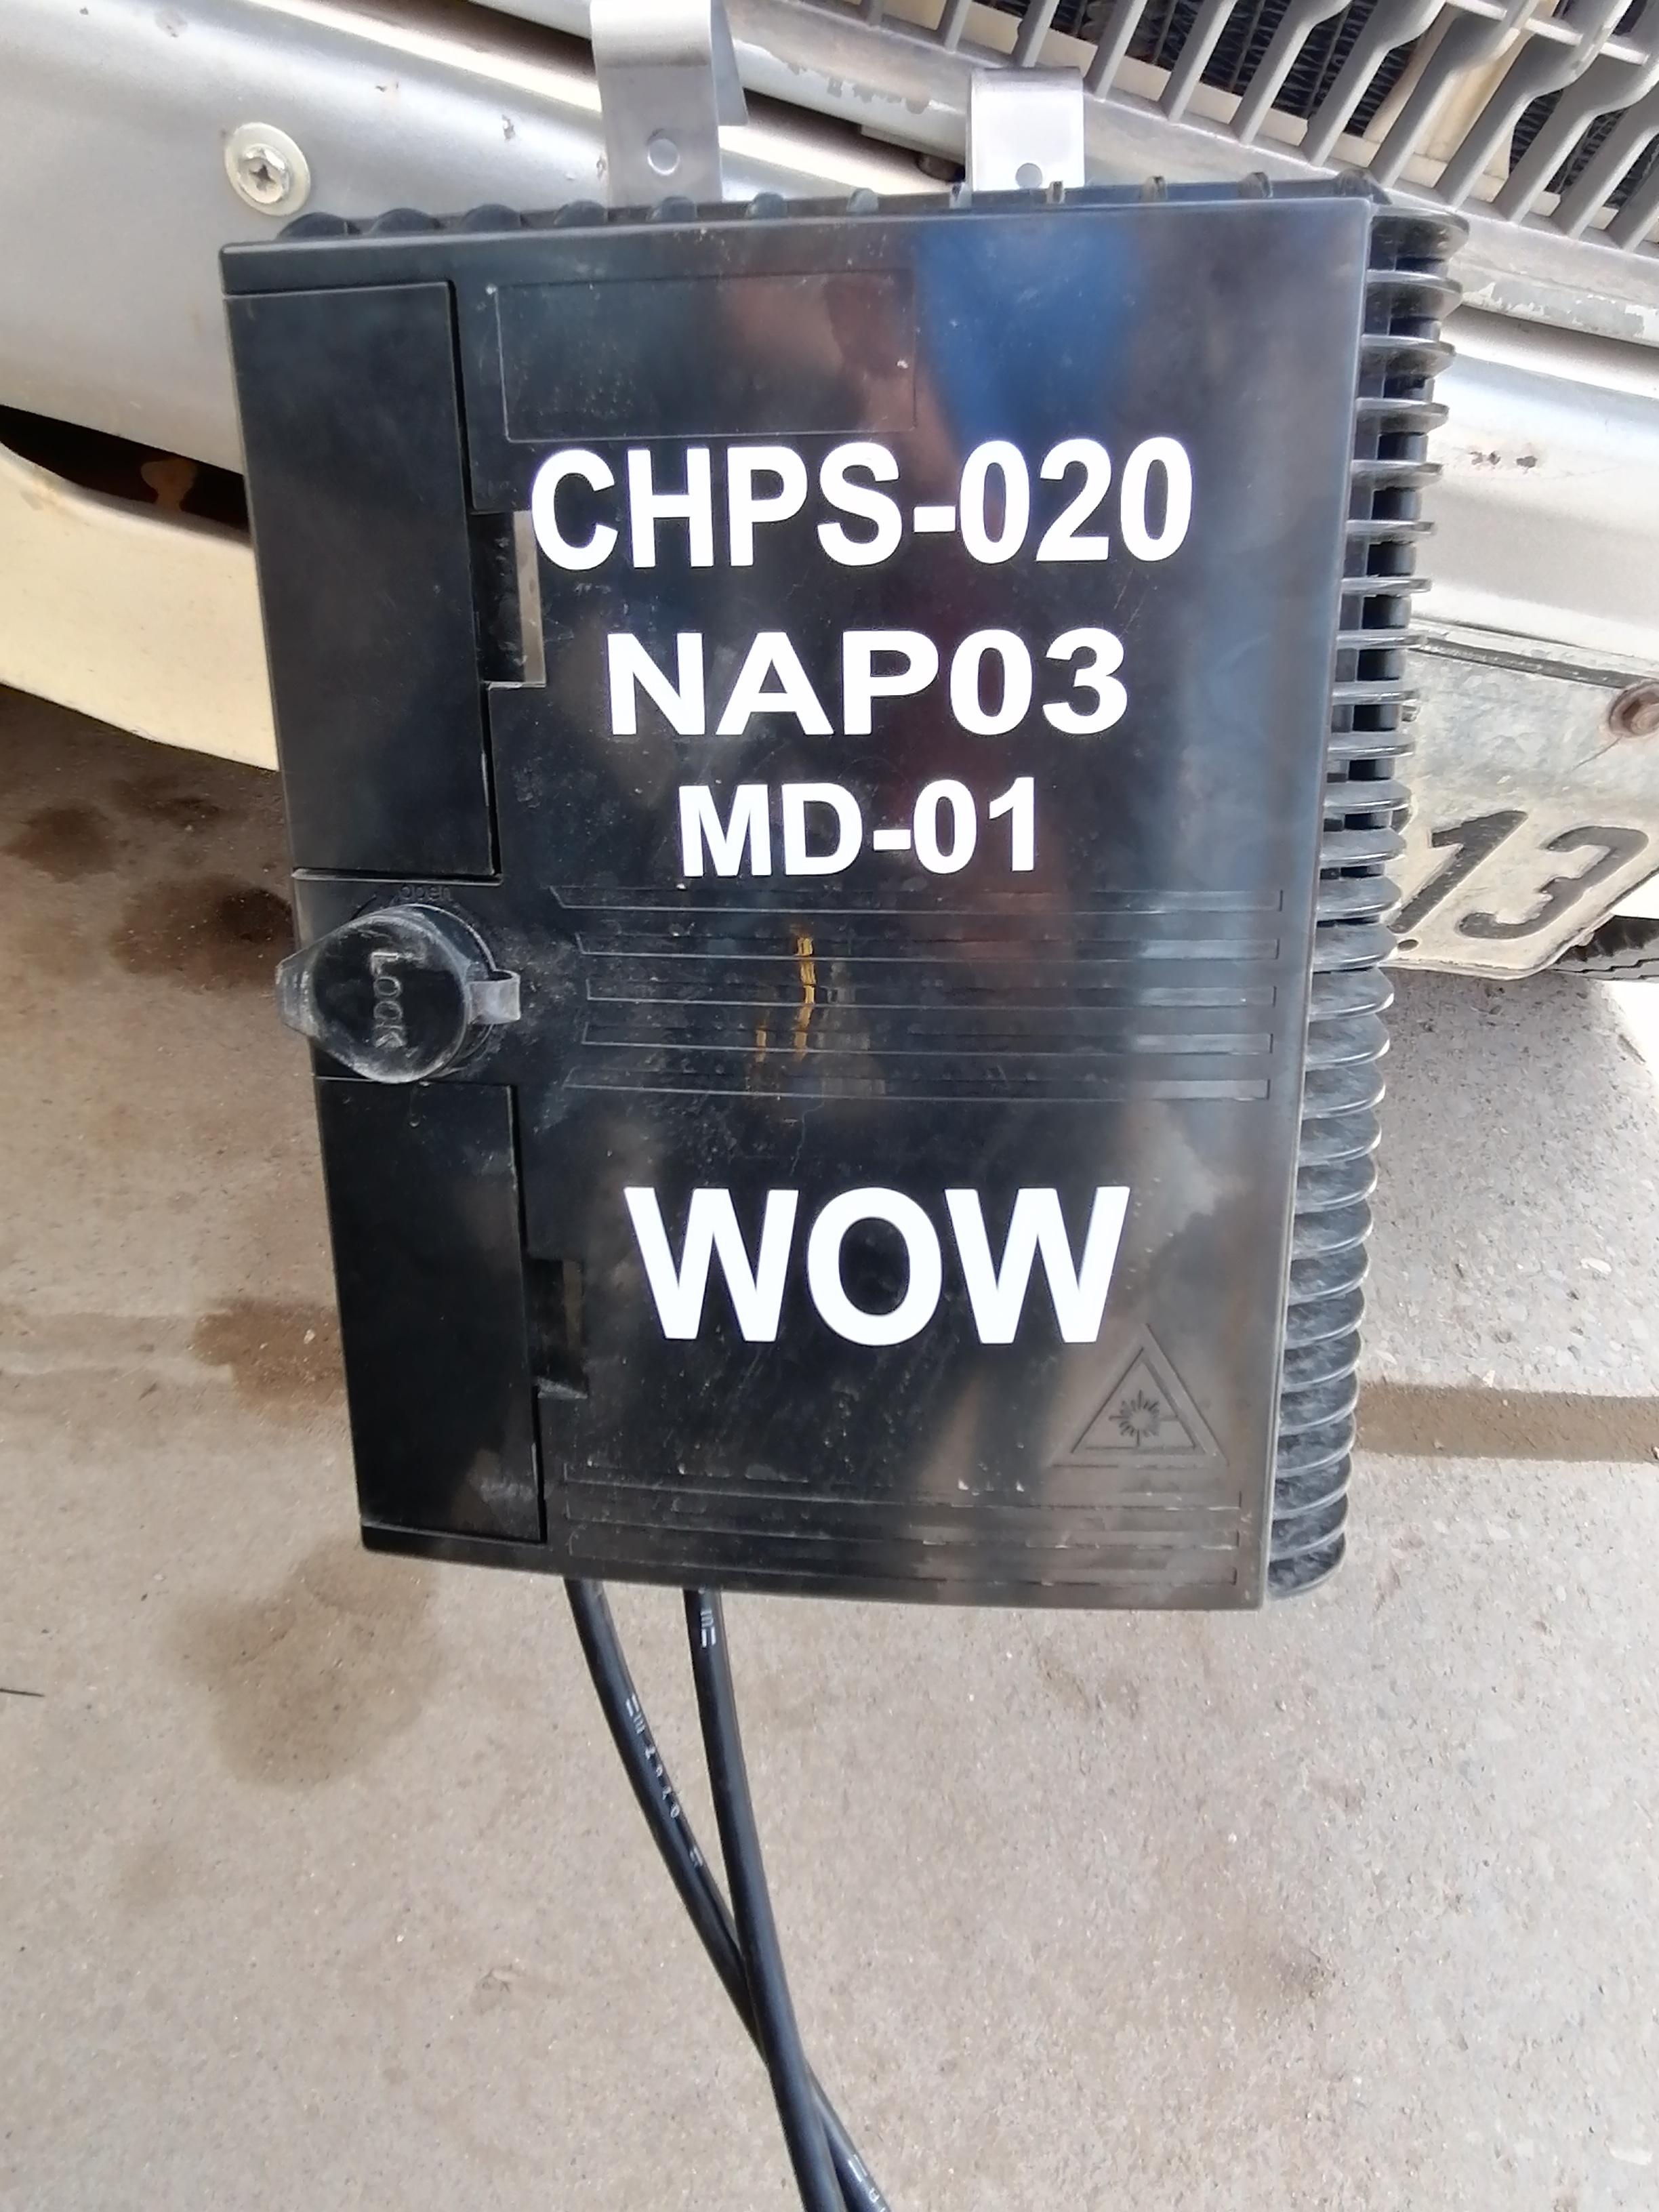 CHPS-020
NAP03
MD-01
Open
LOCK
WOW
13